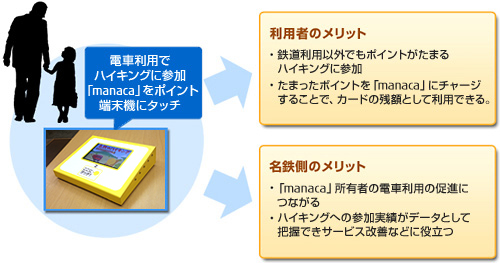 電車利用で
ハイキングに参加
「manaca」をポイント
端末機にタッチ
利用者のメリット
・鉄道利用以外でもポイントがたまる
ハイキングに参加
・たまったポイントを「manaca」にチャージ
することで、カードの残額として利用できる。
名鉄側のメリット
・「manaca」所有者の電車利用の促進に
つながる
・ハイキングへの参加実績がデータとして
把握できサービス改善などに役立つ